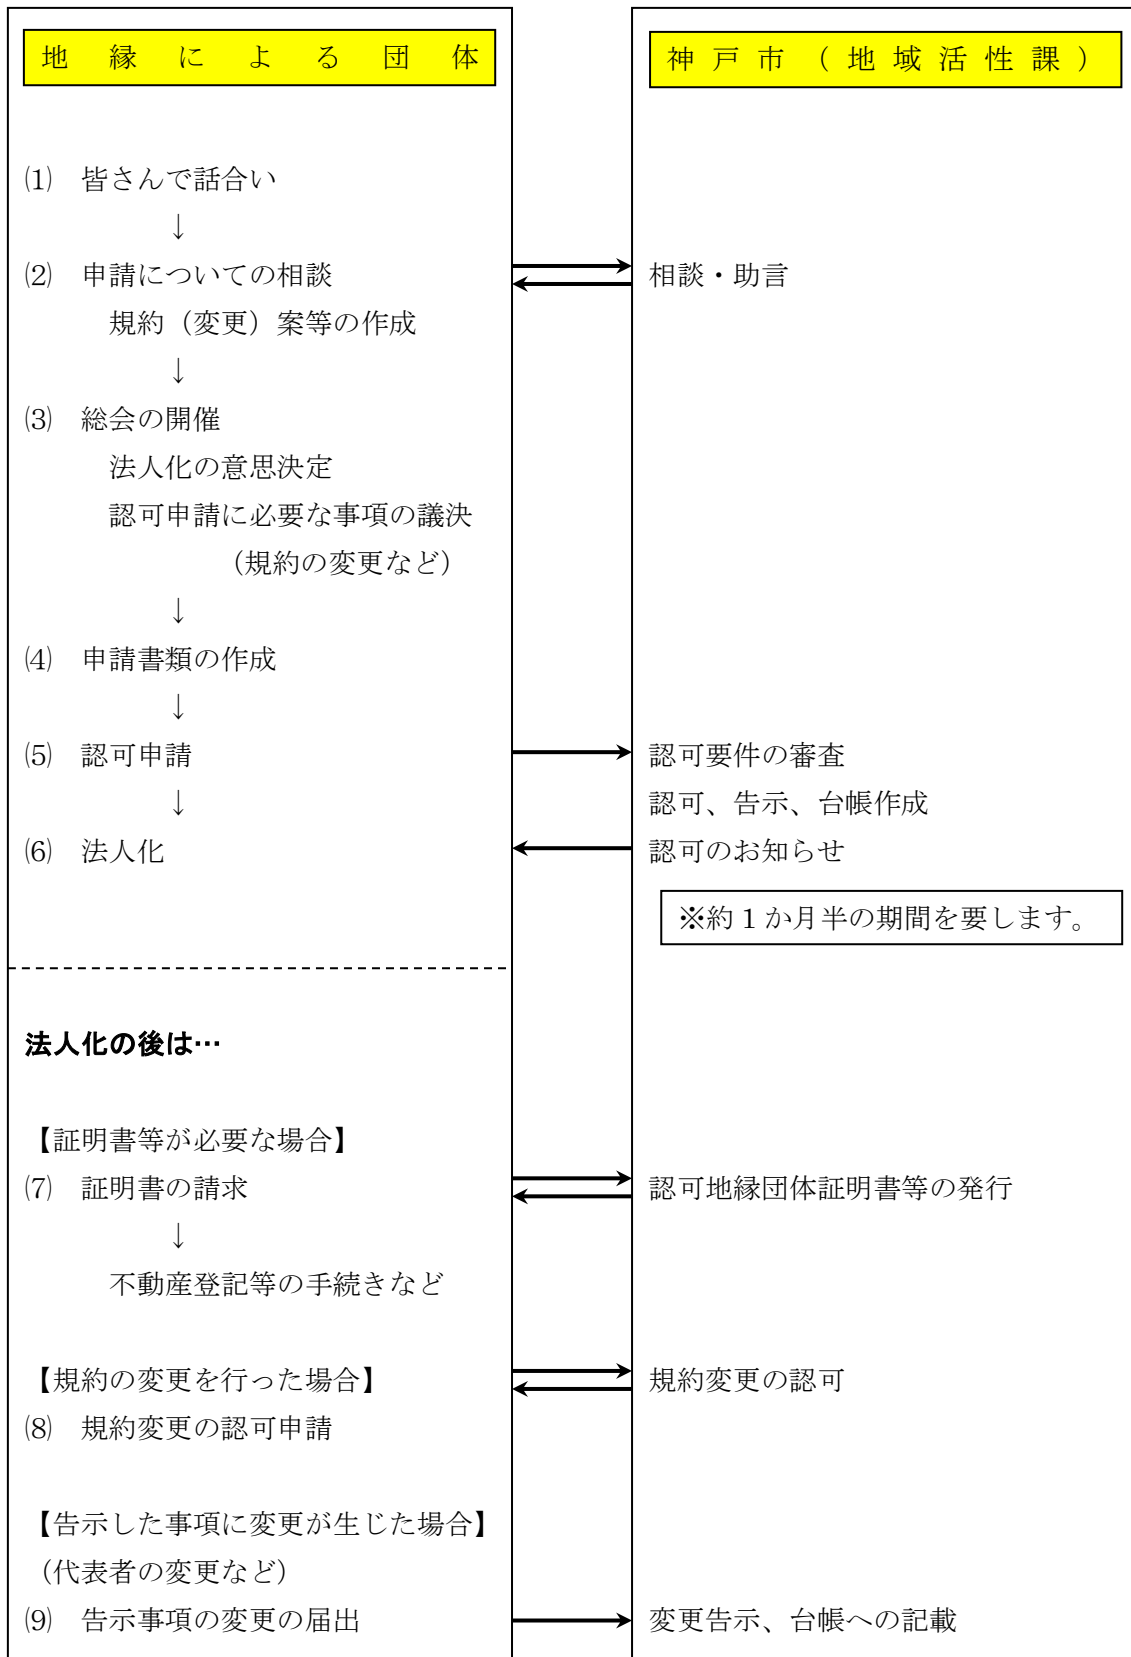 地縁による団体
⑴ 皆さんで話合い
↓
⑵ 申請についての相談
規約（変更）案等の作成
↓
⑶ 総会の開催
法人化の意思決定
認可申請に必要な事項の議決
（規約の変更など）
↓
⑷ 申請書類の作成
↓
⑸ 認可申請
↓
⑹ 法人化
法人化の後は…
【証明書等が必要な場合】
⑺ 証明書の請求
↓
不動産登記等の手続きなど
【規約の変更を行った場合】
⑻ 規約変更の認可申請
【告示した事項に変更が生じた場合】
（代表者の変更など）
⑼ 告示事項の変更の届出
神戸市（地域活性課）
相談・助言
認可要件の審査
認可、告示、台帳作成
認可のお知らせ
※約1か月半の期間を要します。
認可地縁団体証明書等の発行
規約変更の認可
変更告示、台帳への記載